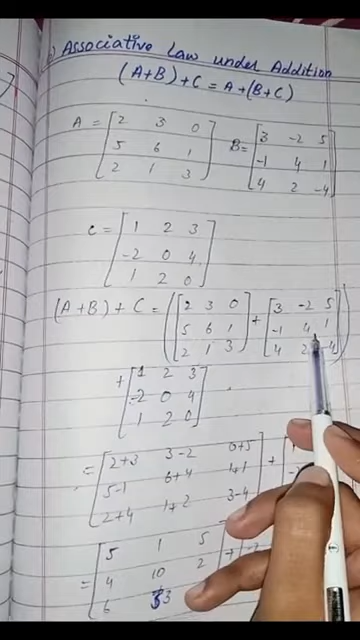 Associative Law under Addition
(A+B)+C = A+(B+C)
A = [2 3 0 B = [3 -2 5
5 6 1 -1 4 1
2 1 3] 4 2 -4]
C = [1 2 3
-2 0 4
1 2 0]
(A+B)+C = ([2 3 0 + [3 -2 5
5 6 1 -1 4 1
2 1 3] 4 2 -4])
+ [1 2 3
-2 0 4
1 2 0]
= [2+3 3-2 0+5
5-1 6+4 1+1
2+4 1+2 3-4] +
= [5 1 5
4 10 2 +
6 3